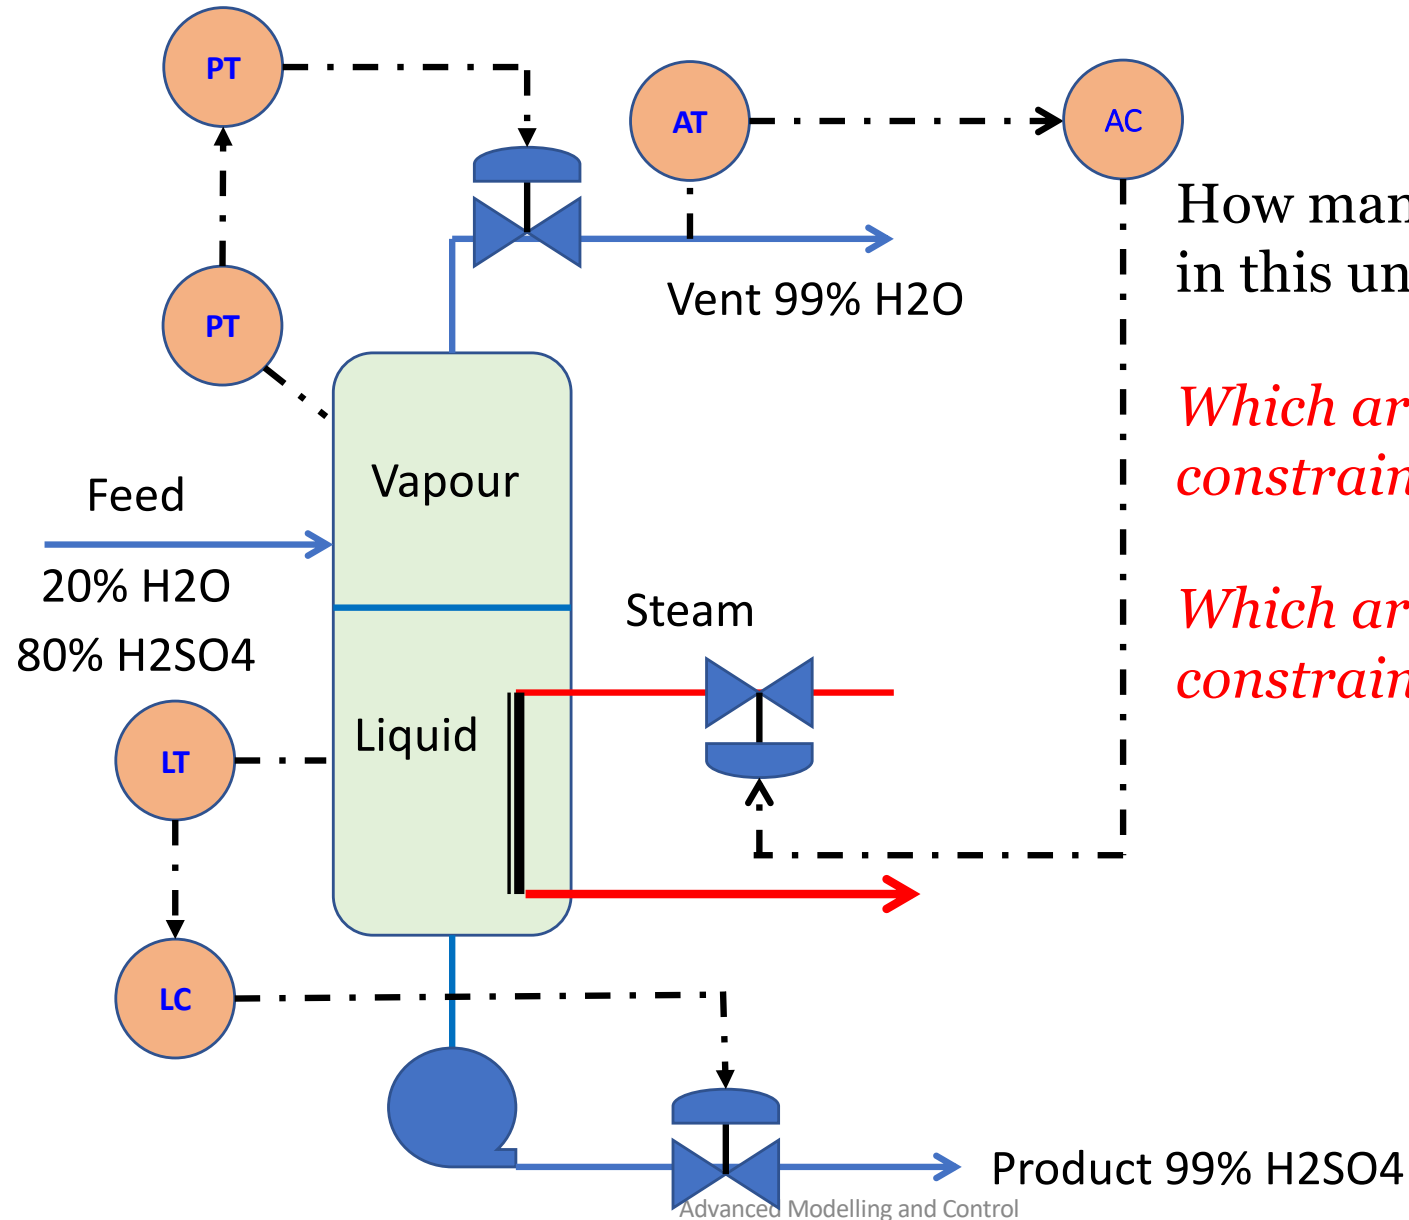 PT
AT
AC
How man
in this un
Vent 99% H2O
PT
Which ar
constrain
Vapour
Feed
20% H2O
80% H2SO4
Steam
Which ar
constrain
Liquid
LT
LC
Product 99% H2SO4
Advanced Modelling and Control